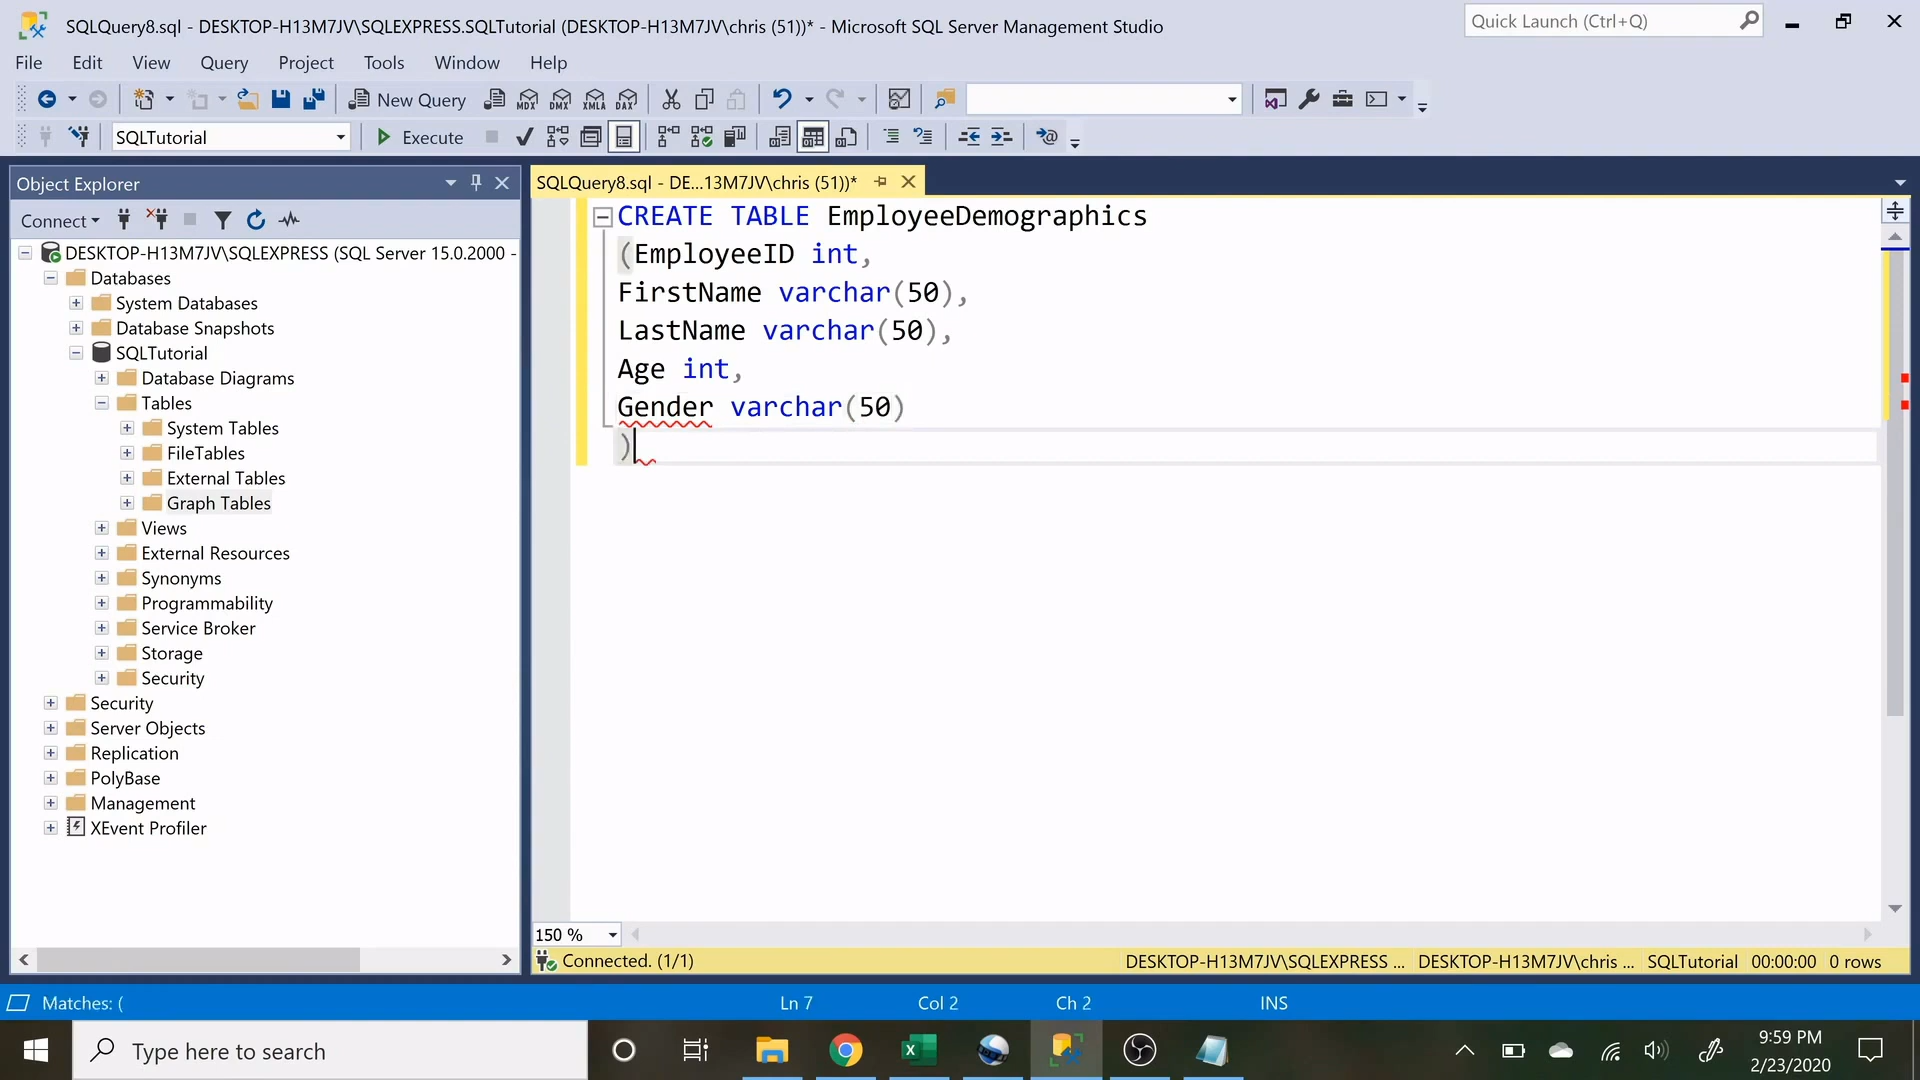 SQLQuery8.sql - DESKTOP-H13M7JV\SQLEXPRESS.SQLTutorial (DESKTOP-H13M7JV\chris (51))* - Microsoft SQL Server Management Studio
Quick Launch (Ctrl+Q)
File Edit View Query Project Tools Window Help
New Query MDX DMX XMLA DAX
SQLTutorial Execute
Object Explorer
Connect
DESKTOP-H13M7JV\SQLEXPRESS (SQL Server 15.0.2000 -
Databases
System Databases
Database Snapshots
SQLTutorial
Database Diagrams
Tables
System Tables
FileTables
External Tables
Graph Tables
Views
External Resources
Synonyms
Programmability
Service Broker
Storage
Security
Security
Server Objects
Replication
PolyBase
Management
XEvent Profiler
SQLQuery8.sql - DE...13M7JV\chris (51))*
CREATE TABLE EmployeeDemographics
(EmployeeID int,
FirstName varchar(50),
LastName varchar(50),
Age int,
Gender varchar(50)
)
150 %
Connected. (1/1) DESKTOP-H13M7JV\SQLEXPRESS ... DESKTOP-H13M7JV\chris ... SQLTutorial 00:00:00 0 rows
Matches: ( Ln 7 Col 2 Ch 2 INS
Type here to search
9:59 PM
2/23/2020